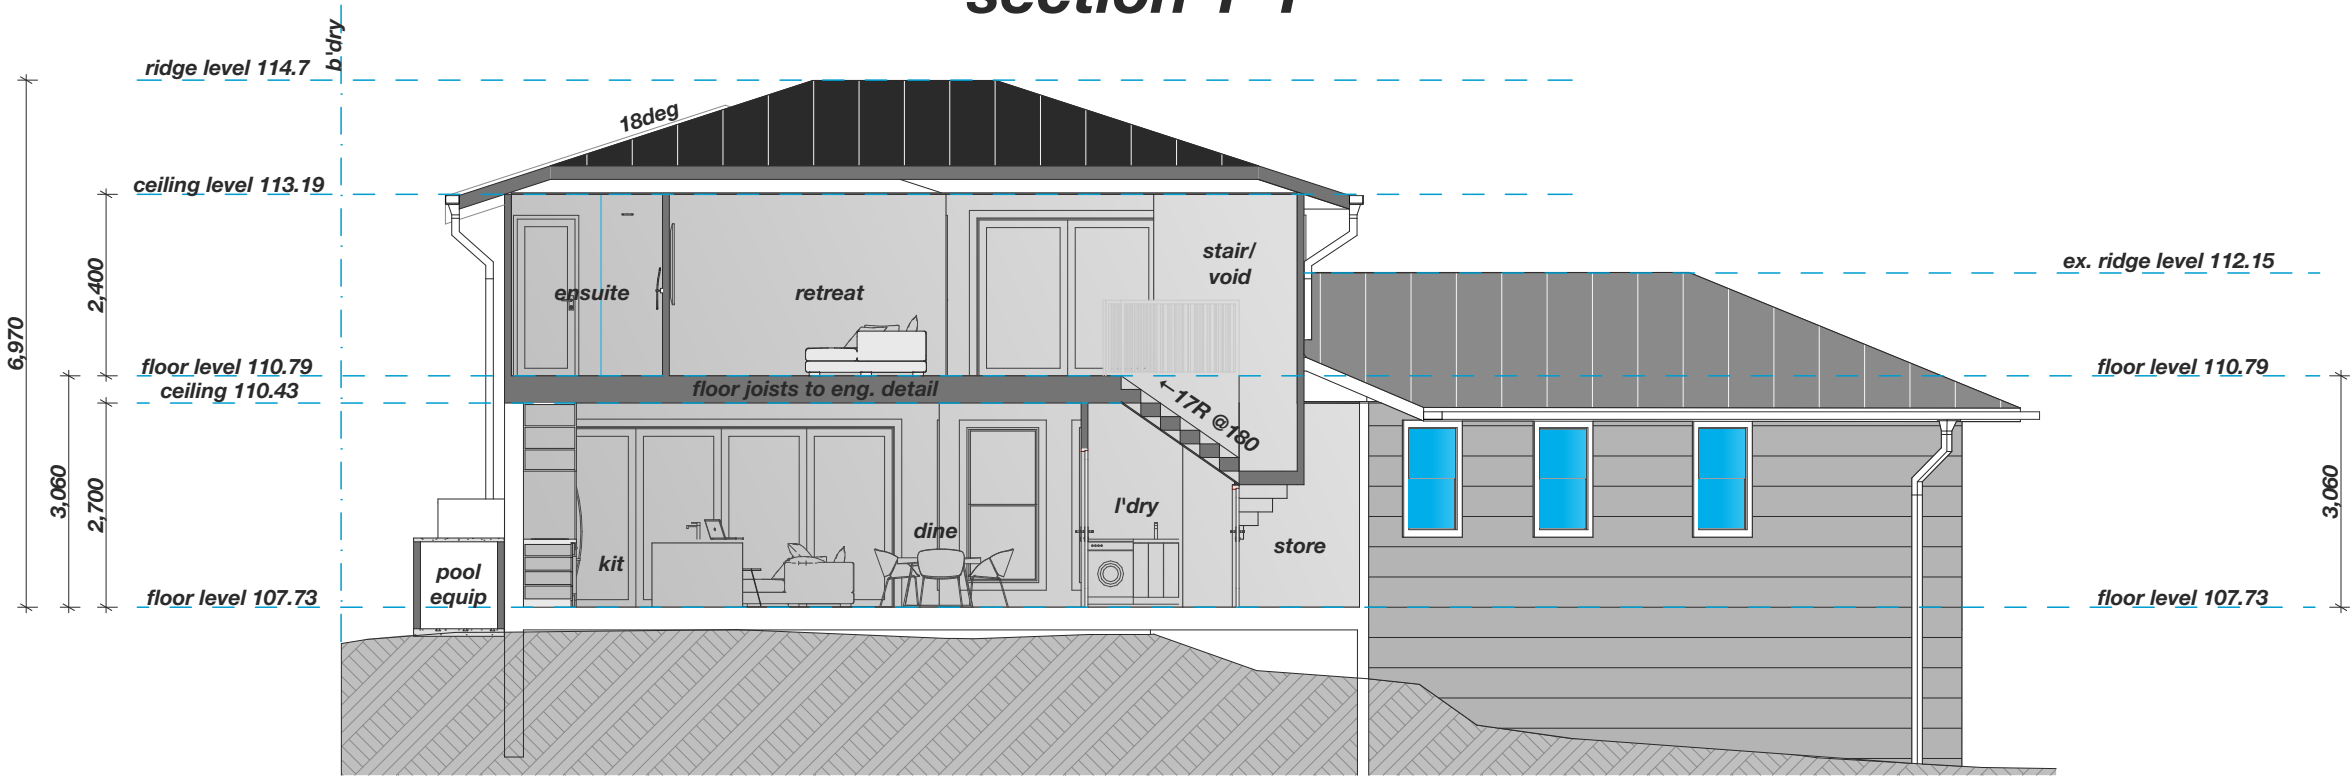 section 1-1
b'dry
ridge level 114.7
18deg
ceiling level 113.19
stair/
void
ex. ridge level 112.15
2,400
ensuite
retreat
6,970
floor level 110.79
ceiling 110.43
floor joists to eng. detail
floor level 110.79
←17R @180
3,060
2,700
3,060
l'dry
dine
store
kit
pool
equip
floor level 107.73
floor level 107.73